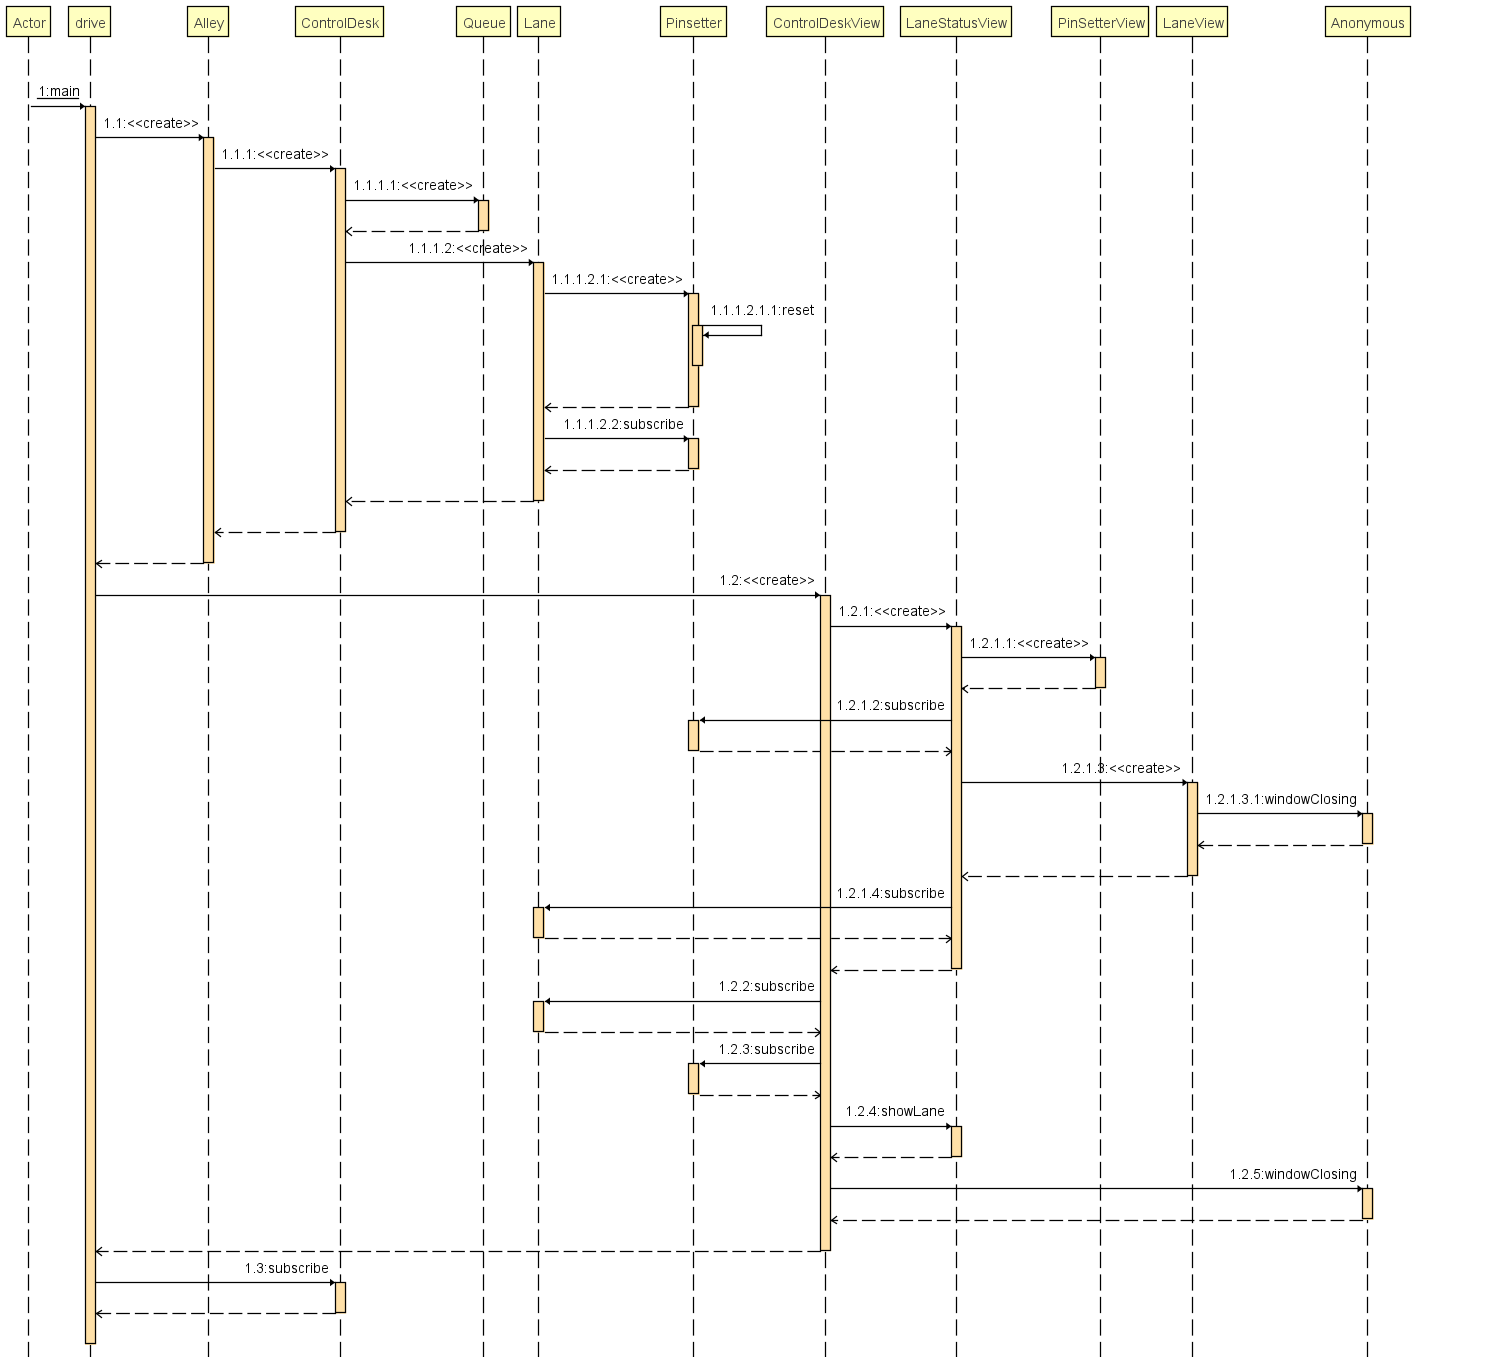 Actor drive Alley ControlDesk Queue Lane Pinsetter ControlDeskView LaneStatusView PinSetterView LaneView Anonymous
1:main
1.1:<<create>>
1.1.1:<<create>>
1.1.1.1:<<create>>
1.1.1.2:<<create>>
1.1.1.2.1:<<create>>
1.1.1.2.1.1:reset
1.1.1.2.2:subscribe
1.2:<<create>>
1.2.1:<<create>>
1.2.1.1:<<create>>
1.2.1.2:subscribe
1.2.1.3:<<create>>
1.2.1.3.1:windowClosing
1.2.1.4:subscribe
1.2.2:subscribe
1.2.3:subscribe
1.2.4:showLane
1.2.5:windowClosing
1.3:subscribe